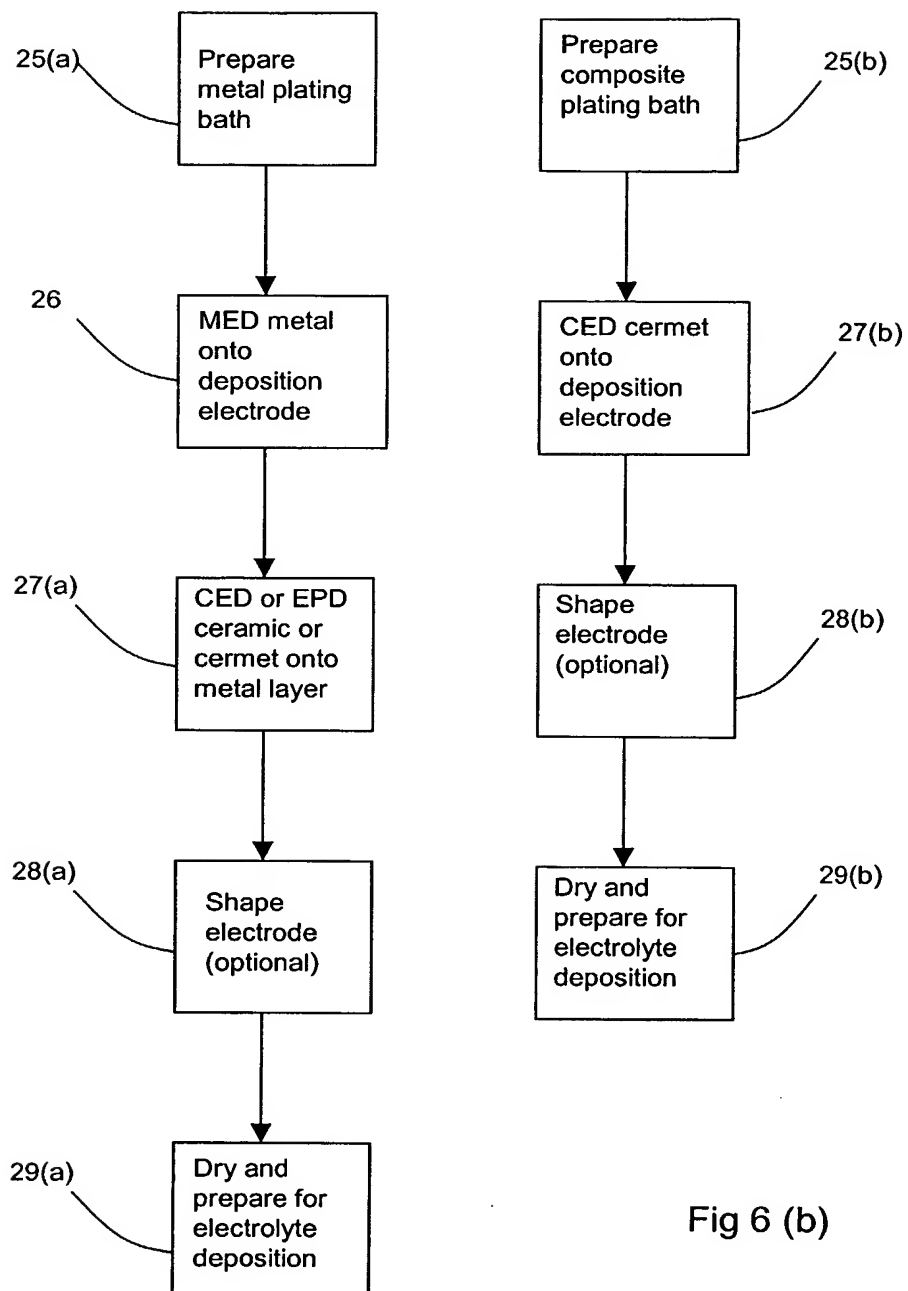 25(a)
Prepare
metal plating
bath
26
MED metal
onto
deposition
electrode
27(a)
CED or EPD
ceramic or
cermet onto
metal layer
28(a)
Shape
electrode
(optional)
29(a)
Dry and
prepare for
electrolyte
deposition
Prepare
composite
plating bath
25(b)
CED cermet
onto
deposition
electrode
27(b)
Shape
electrode
(optional)
28(b)
Dry and
prepare for
electrolyte
deposition
29(b)
Fig 6 (b)